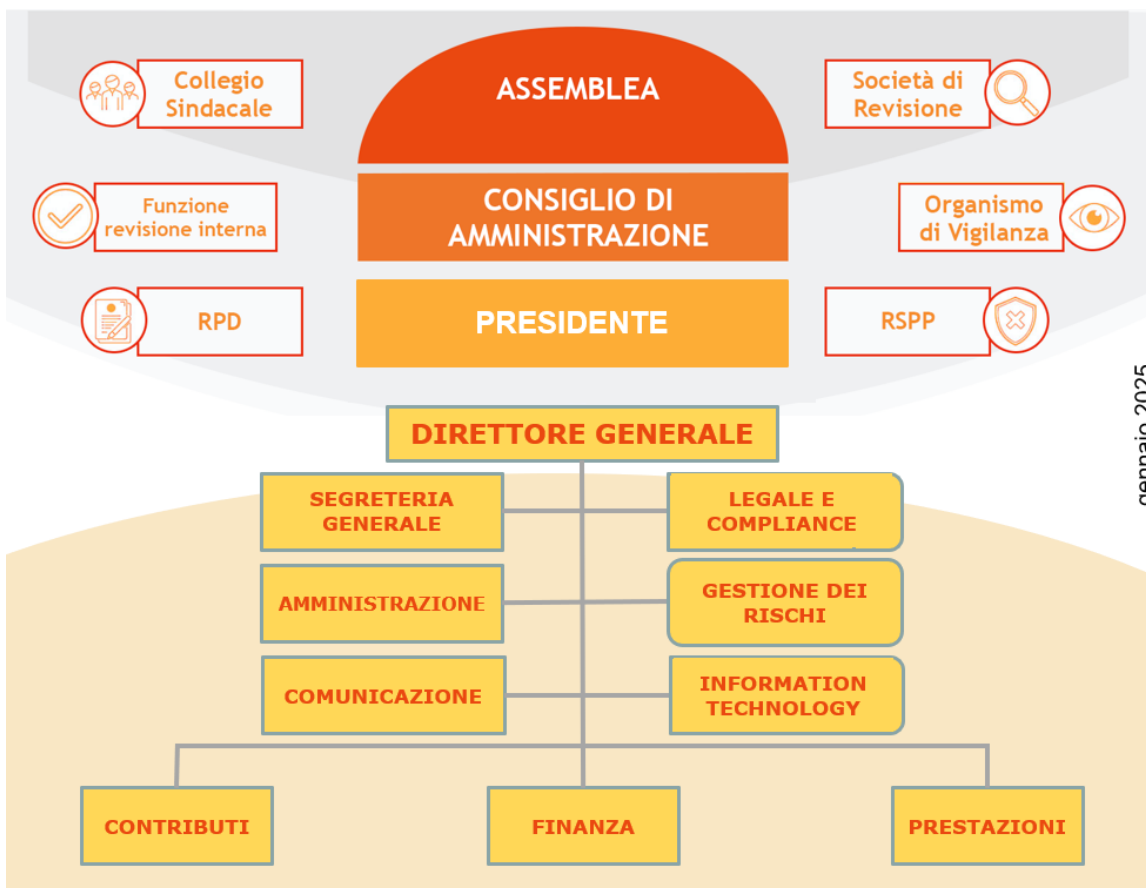 Collegio
Sindacale
ASSEMBLEA
Società di
Revisione
Funzione
revisione interna
CONSIGLIO DI
AMMINISTRAZIONE
Organismo
di Vigilanza
RPD
PRESIDENTE
RSPP
gennaio 2025
DIRETTORE GENERALE
SEGRETERIA
GENERALE
LEGALE E
COMPLIANCE
AMMINISTRAZIONE
GESTIONE DEI
RISCHI
COMUNICAZIONE
INFORMATION
TECHNOLOGY
CONTRIBUTI
FINANZA
PRESTAZIONI